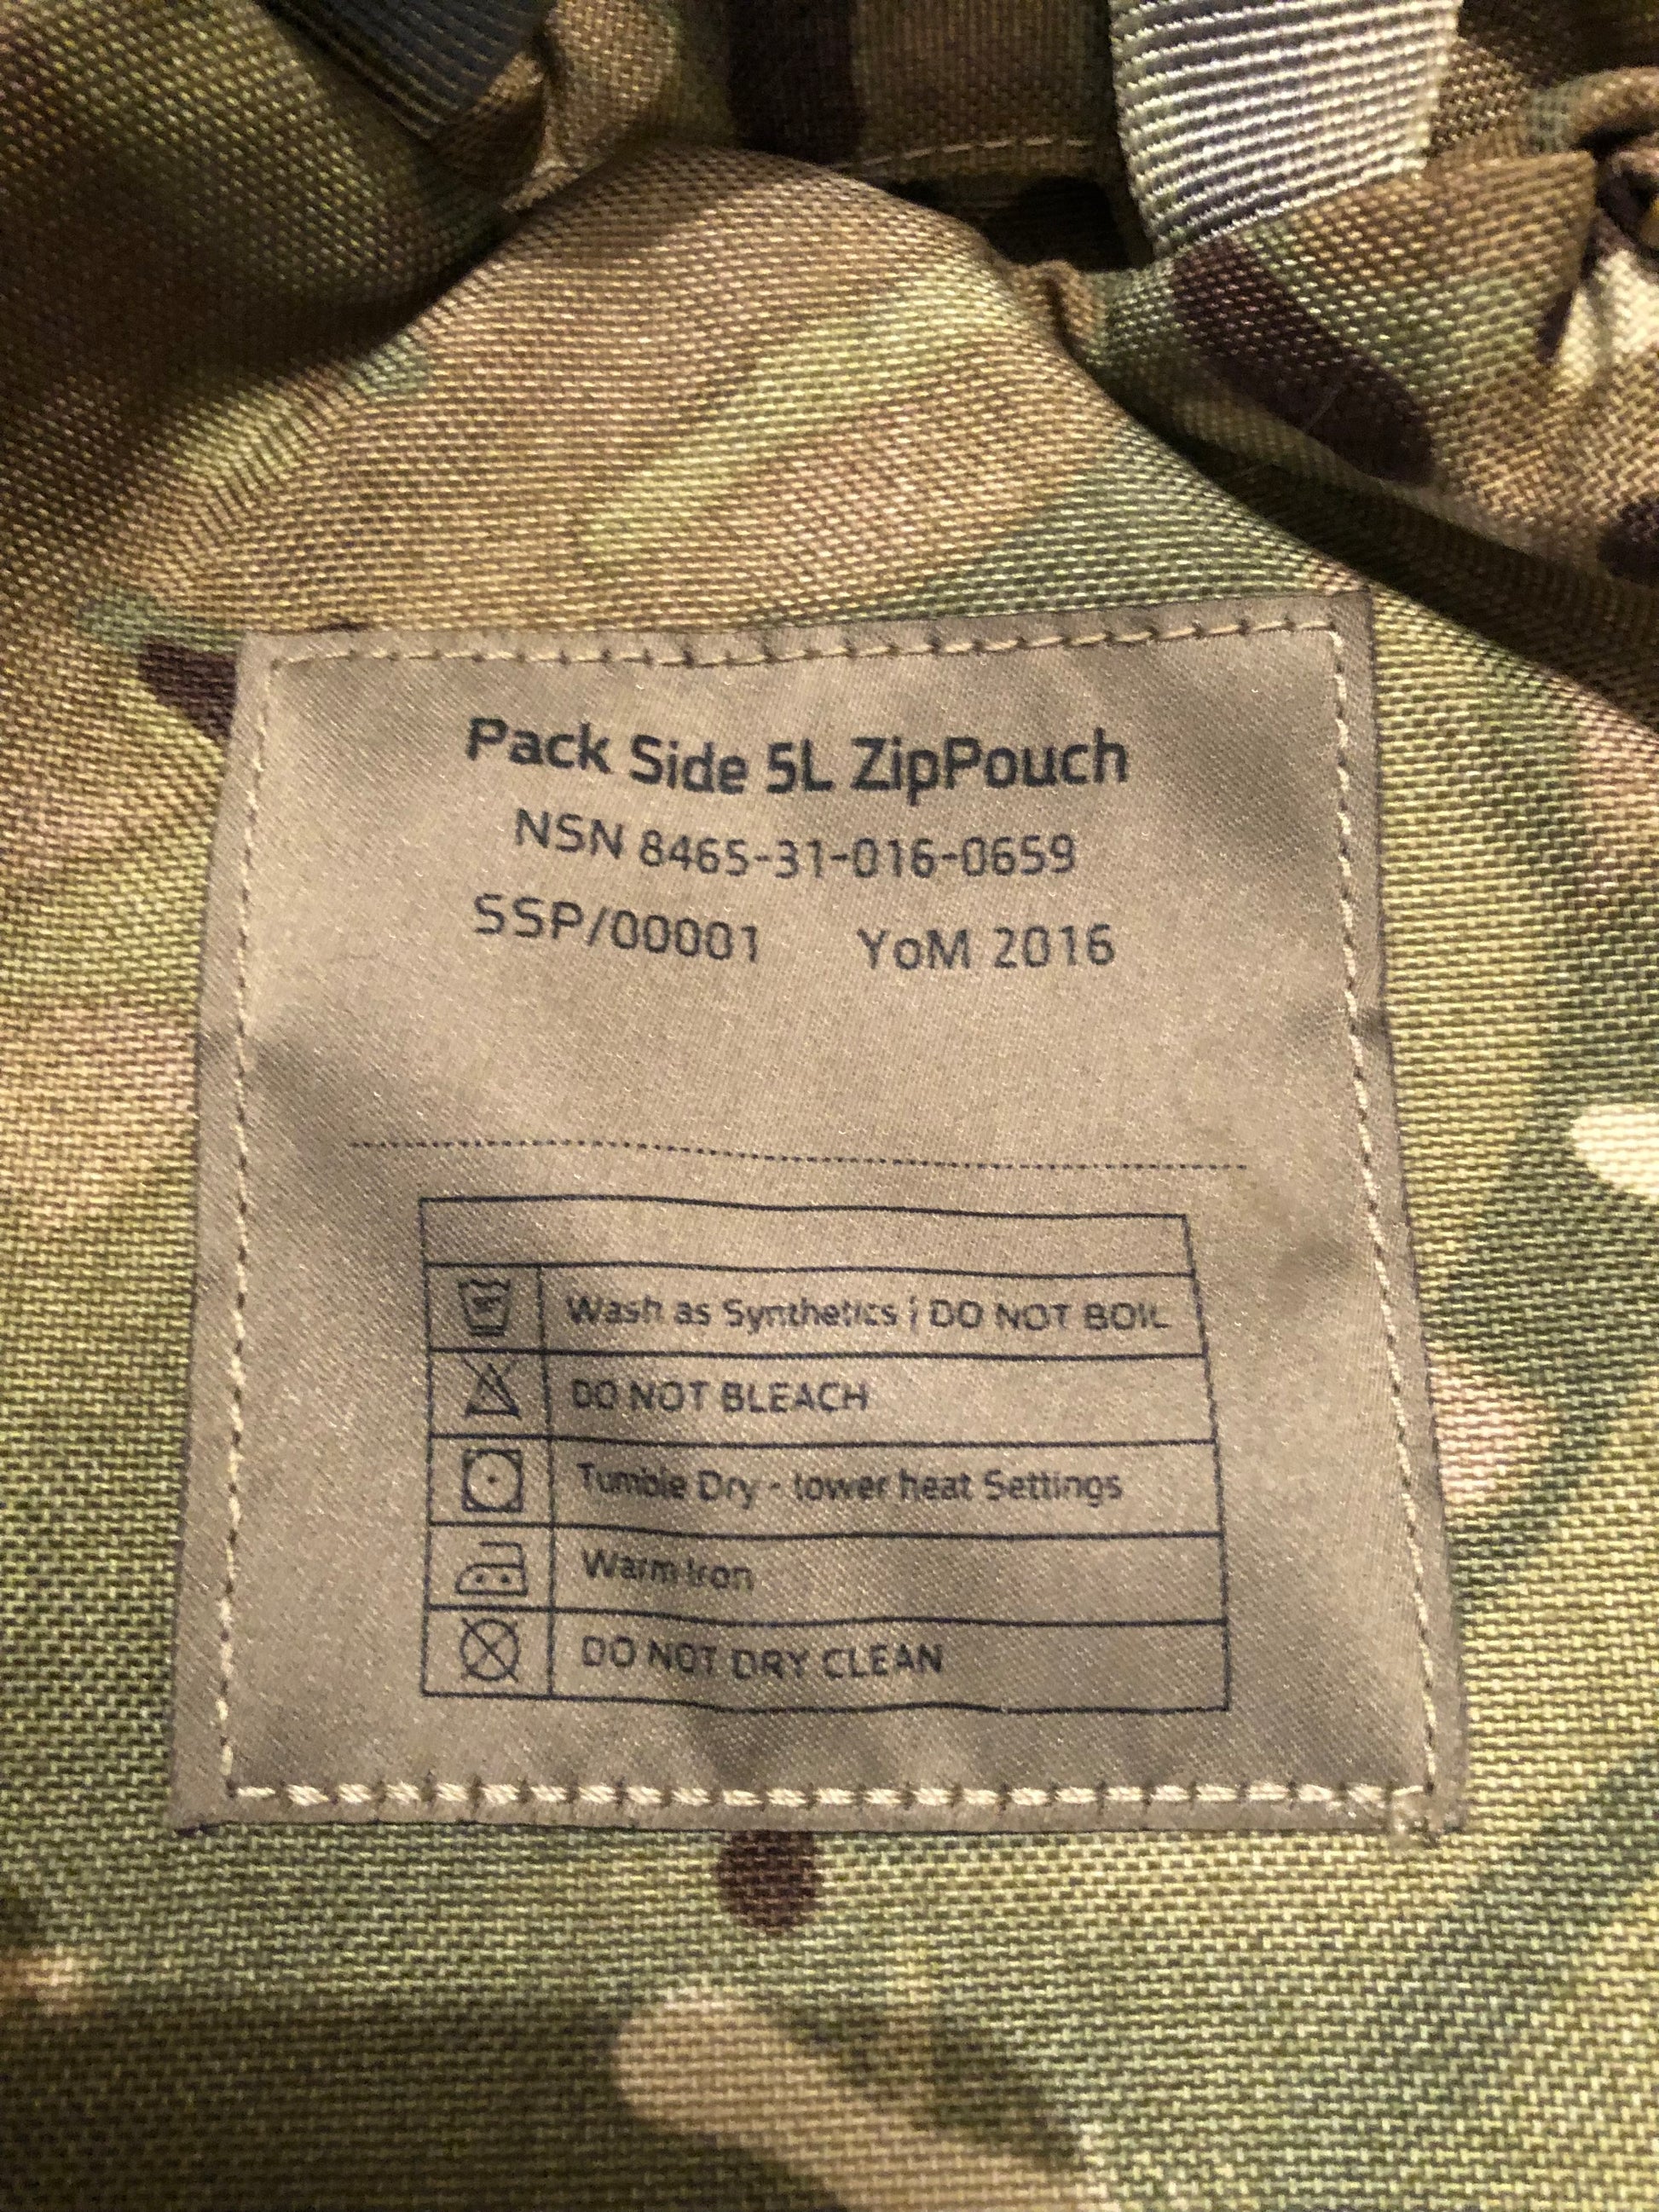 Pack Side 5L ZipPouch
NSN 8465-31-016-0659
SSP/00001 YoM 2016
Wash as Synthetics | DO NOT BOIL
DO NOT BLEACH
Tumble Dry - lower heat Settings
Warm Iron
DO NOT DRY CLEAN